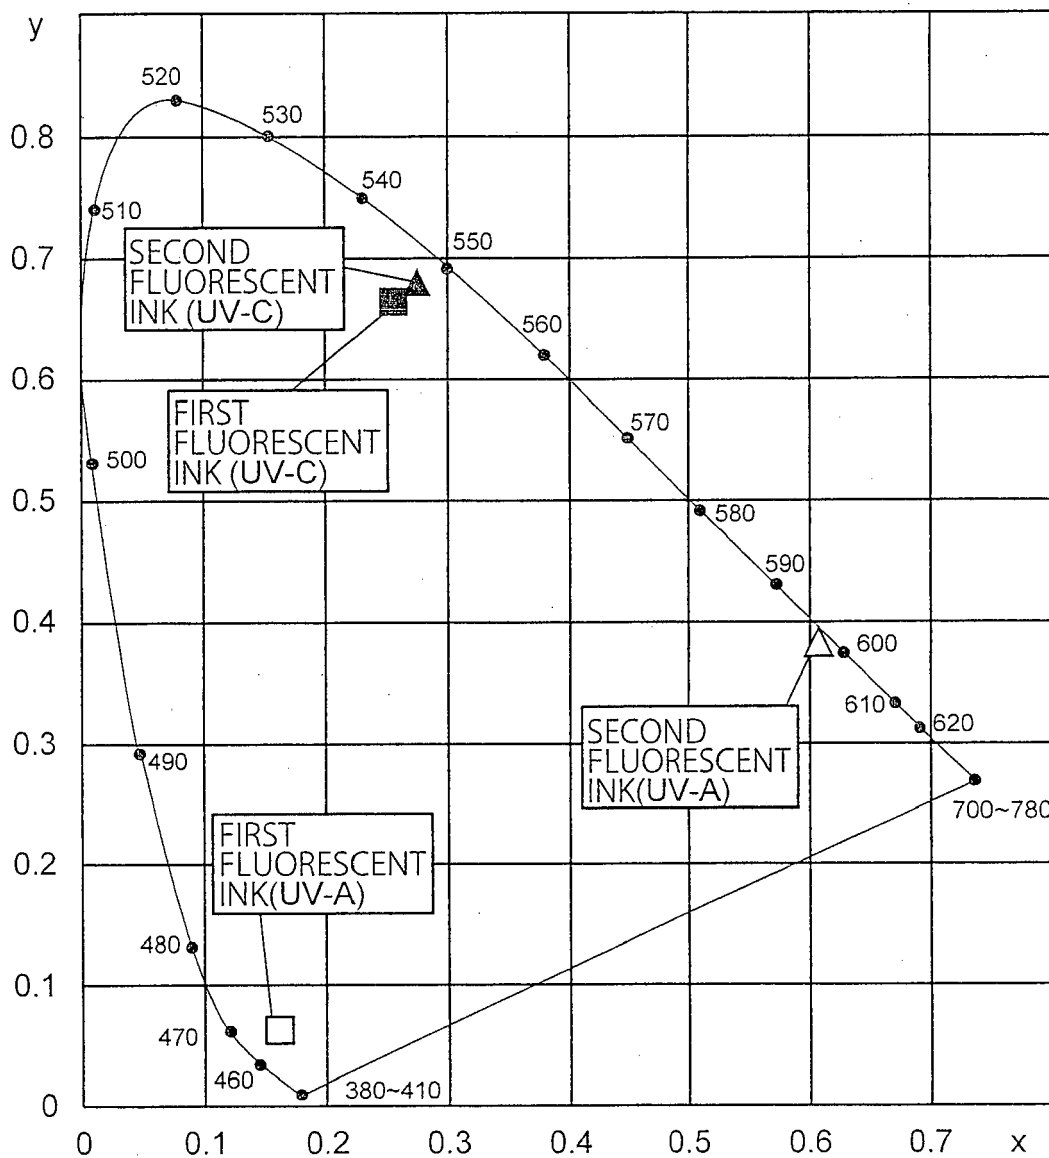 y
520
530
0.8
540
510
550
SECOND
FLUORESCENT
INK (UV-C)
0.7
560
0.6
FIRST
FLUORESCENT
INK (UV-C)
570
500
0.5
580
590
0.4
600
610
620
SECOND
FLUORESCENT
INK(UV-A)
0.3
490
700~780
FIRST
FLUORESCENT
INK(UV-A)
0.2
480
0.1
470
460
380~410
0
0 0.1 0.2 0.3 0.4 0.5 0.6 0.7 x